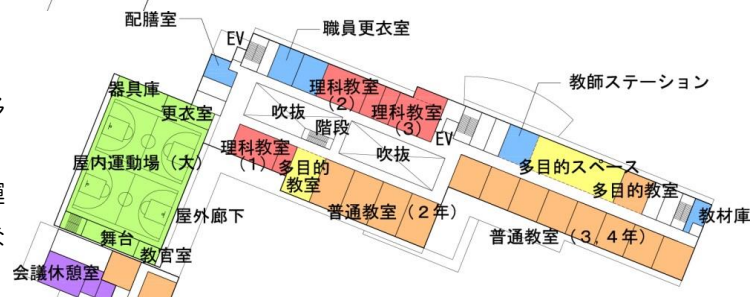 配膳室
EV
職員更衣室
器具庫
更衣室
理科教室
(2)
理科教室
(3)
教師ステーション
吹抜
階段
吹抜
EV
屋内運動場(大)
理科教室
(1)
多目的
教室
多目的スペース
多目的教室
屋外廊下
普通教室(2年)
普通教室(3,4年)
教材庫
舞台
教官室
会議休憩室